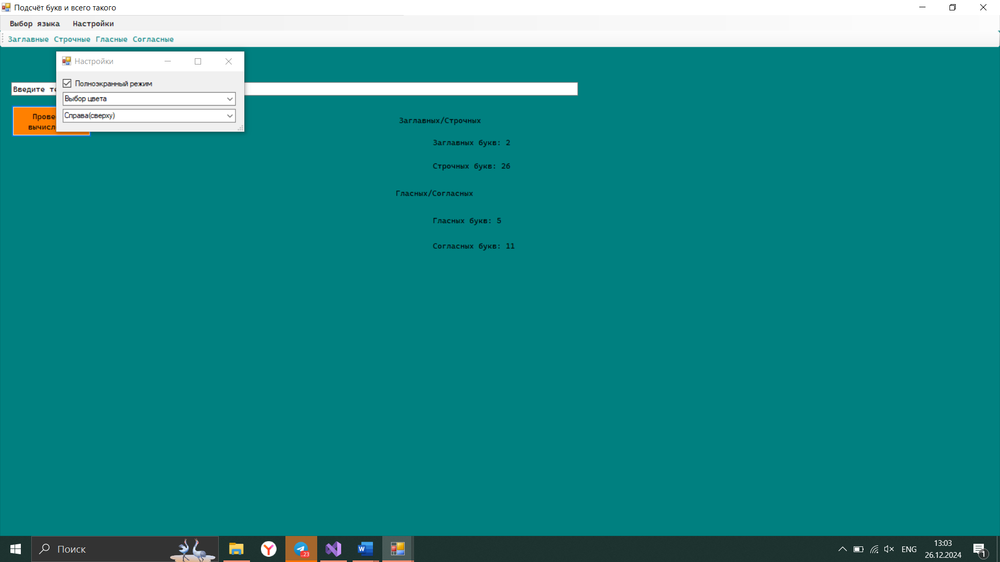 Подсчёт букв и всего такого
Выбор языка Настройки
Заглавные Строчные Гласные Согласные
Настройки
Полноэкранный режим
Введите
Выбор цвета
Справа(сверху)
Заглавных/Строчных
Заглавных букв: 2
Строчных букв: 26
Гласных/Согласных
Гласных букв: 5
Согласных букв: 11
Поиск
..23
ENG
13:03
26.12.2024
1